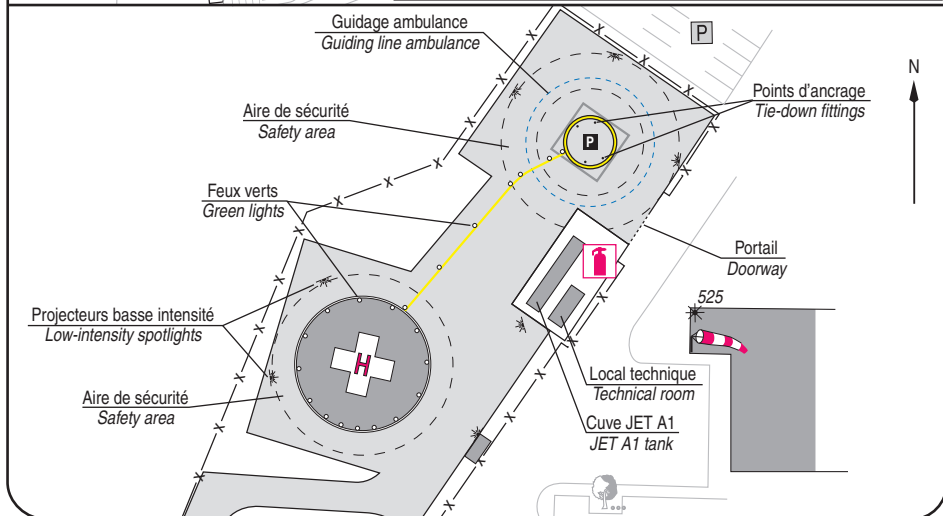 Guidage ambulance
Guiding line ambulance
P
N
Points d'ancrage
Tie-down fittings
Aire de sécurité
Safety area
P
Feux verts
Green lights
Portail
Doorway
525
Projecteurs basse intensité
Low-intensity spotlights
H
Local technique
Technical room
Aire de sécurité
Safety area
Cuve JET A1
JET A1 tank